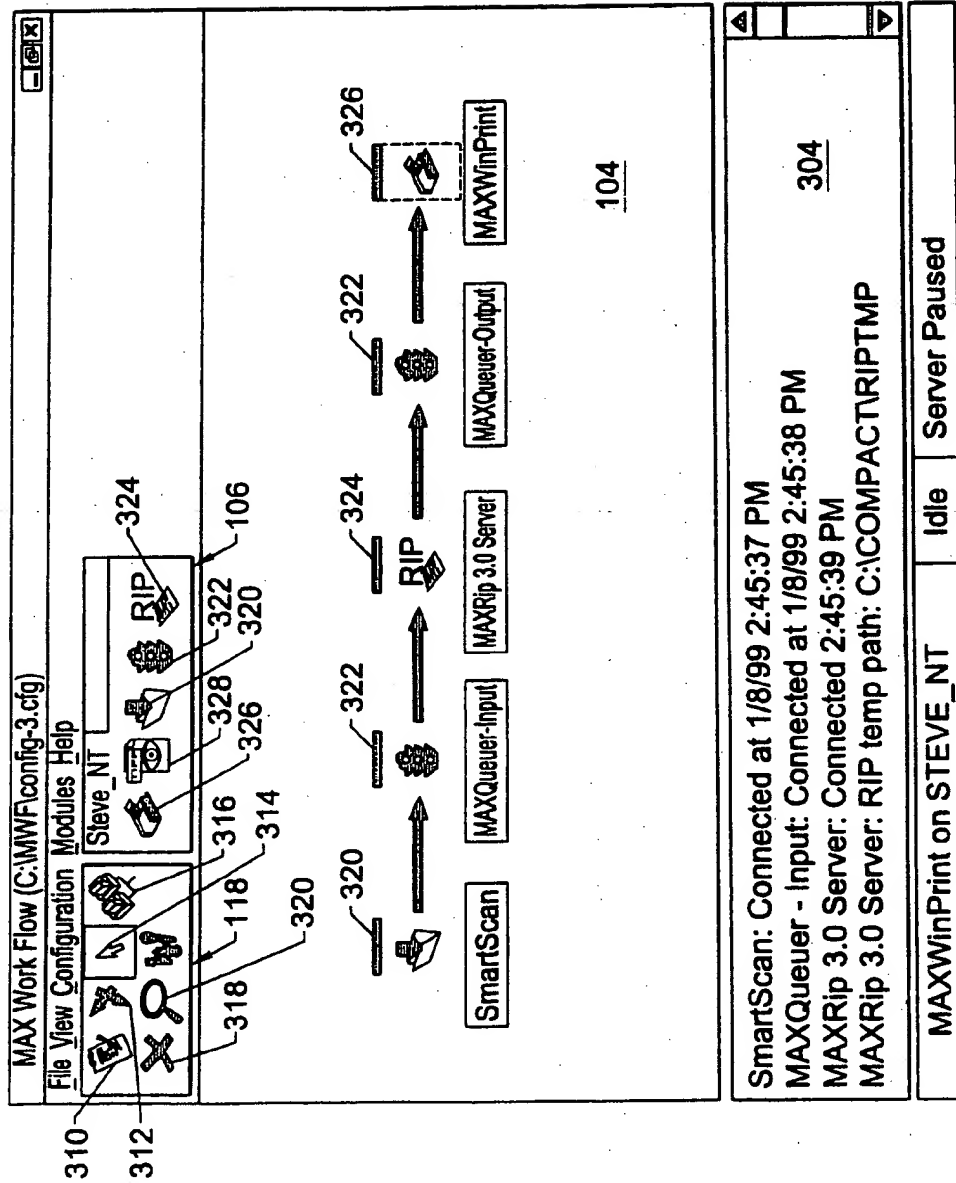 MAX Work Flow (C:\MWF\config-3.cfg)
File View Configuration Modules Help
Steve_NT
RIP
310
312
318
320
118
314
316
326
328
320
322
106
324
320
322
324
322
326
RIP
SmartScan
MAXQueuer-Input
MAXRip 3.0 Server
MAXQueuer-Output
MAXWinPrint
104
SmartScan: Connected at 1/8/99 2:45:37 PM
MAXQueuer - Input: Connected at 1/8/99 2:45:38 PM
MAXRip 3.0 Server: Connected 2:45:39 PM
MAXRip 3.0 Server: RIP temp path: C:\COMPACT\RIPTMP
304
MAXWinPrint on STEVE_NT
Idle
Server Paused